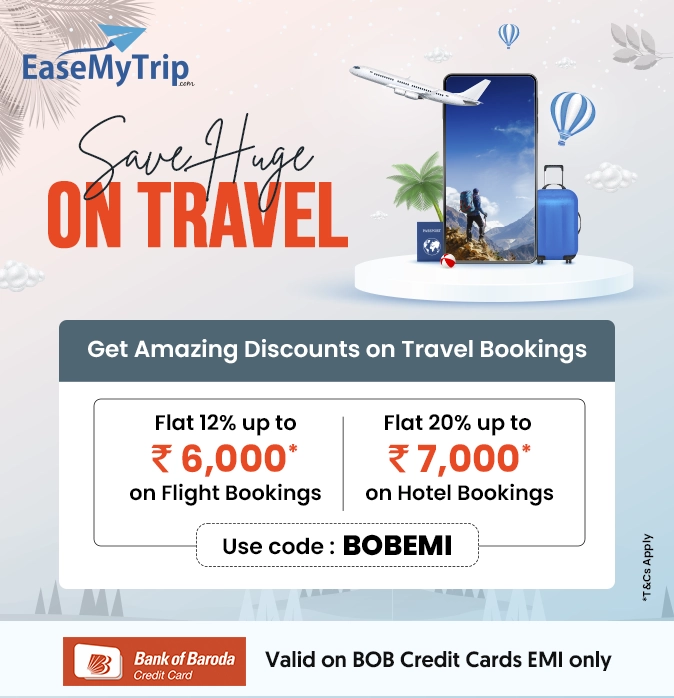 EaseMyTrip
.com
Save Huge
ON TRAVEL
PASSPORT
Get Amazing Discounts on Travel Bookings
Flat 12% up to
₹ 6,000*
on Flight Bookings
Flat 20% up to
₹ 7,000*
on Hotel Bookings
Use code : BOBEMI
*T&Cs Apply
Bank of Baroda
Credit Card
Valid on BOB Credit Cards EMI only